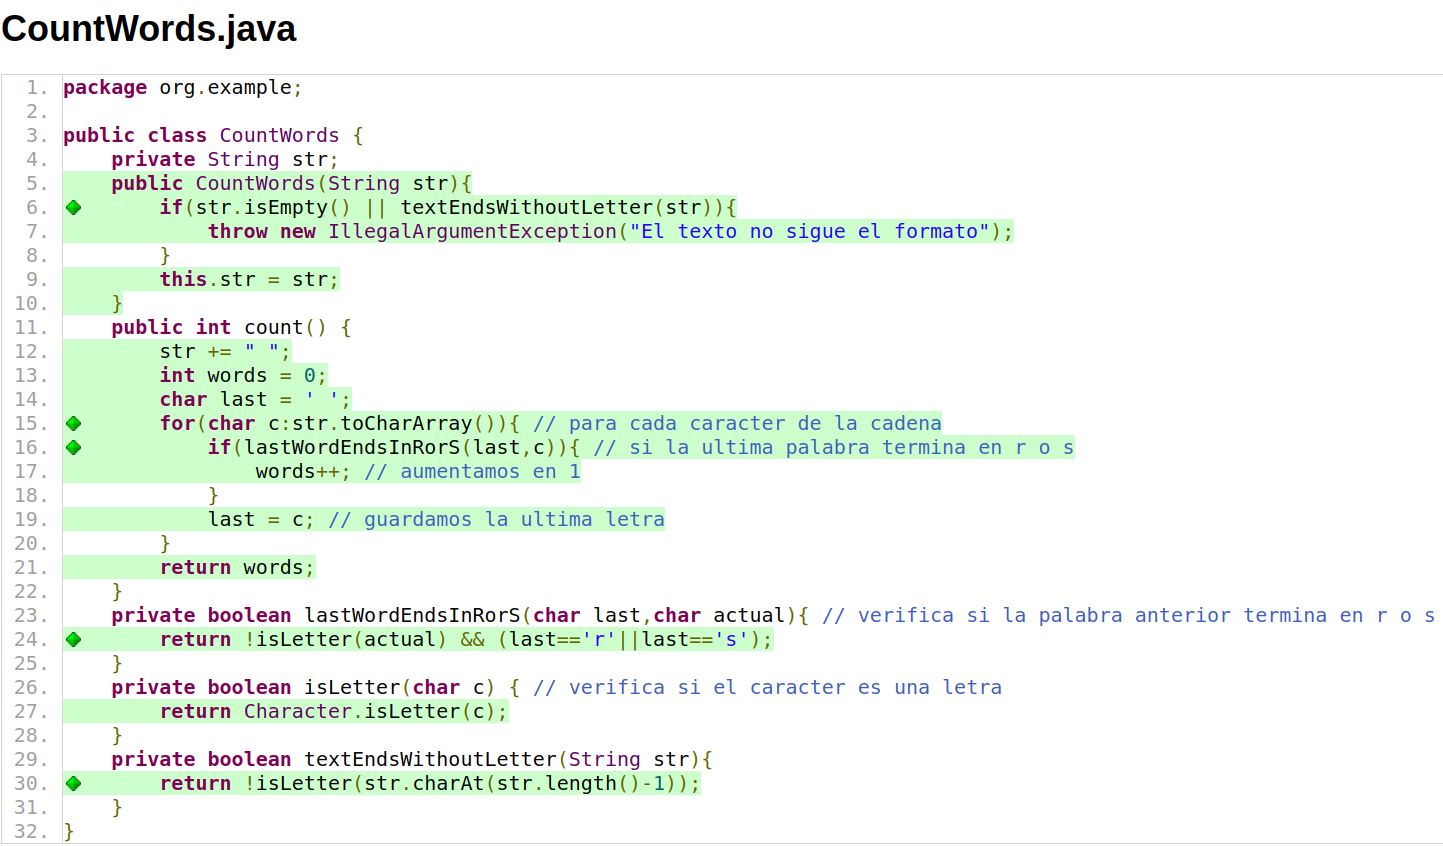 CountWords.java
1. package org.example;
2.
3. public class CountWords {
4.     private String str;
5.     public CountWords(String str){
6.         if(str.isEmpty() || textEndsWithoutLetter(str)){
7.             throw new IllegalArgumentException("El texto no sigue el formato");
8.         }
9.         this.str = str;
10.     }
11.     public int count() {
12.         str += " ";
13.         int words = 0;
14.         char last = ' ';
15.         for(char c:str.toCharArray()){ // para cada caracter de la cadena
16.             if(lastWordEndsInRorS(last,c)){ // si la ultima palabra termina en r o s
17.                 words++; // aumentamos en 1
18.             }
19.             last = c; // guardamos la ultima letra
20.         }
21.         return words;
22.     }
23.     private boolean lastWordEndsInRorS(char last,char actual){ // verifica si la palabra anterior termina en r o s
24.         return !isLetter(actual) && (last=='r'||last=='s');
25.     }
26.     private boolean isLetter(char c) { // verifica si el caracter es una letra
27.         return Character.isLetter(c);
28.     }
29.     private boolean textEndsWithoutLetter(String str){
30.         return !isLetter(str.charAt(str.length()-1));
31.     }
32. }